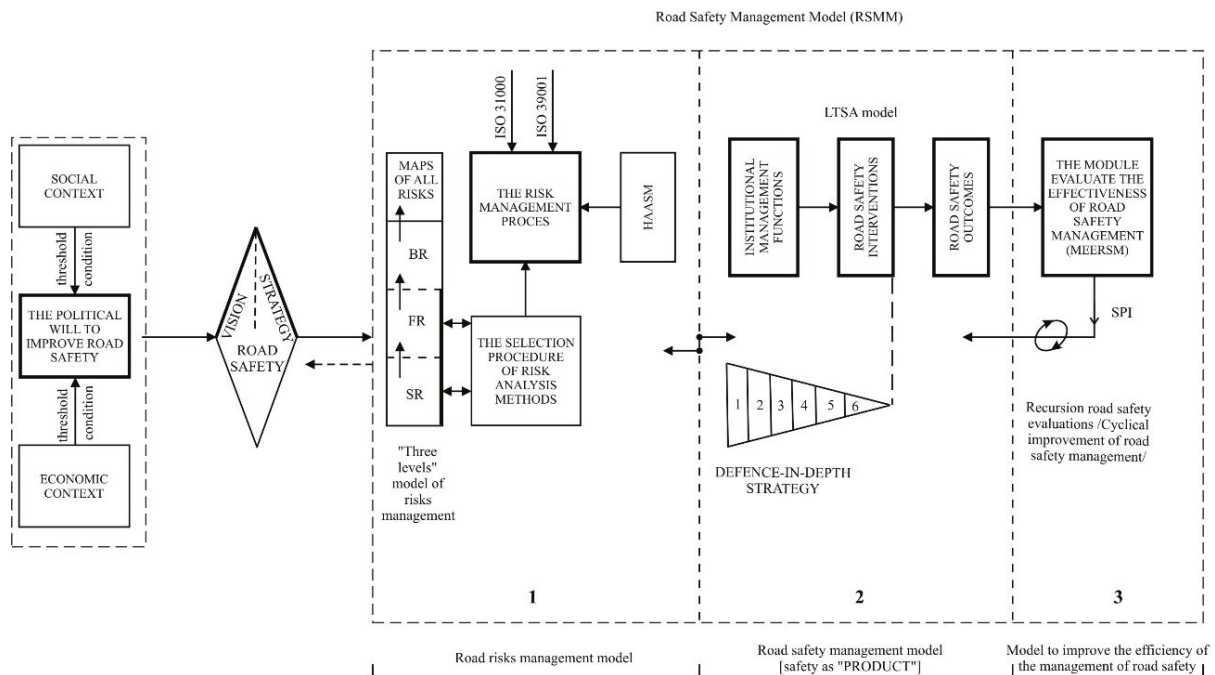 Road Safety Management Model (RSMM)
SOCIAL
CONTEXT
threshold
condition
THE POLITICAL
WILL TO
IMPROVE ROAD
SAFETY
threshold
condition
ECONOMIC
CONTEXT
VISION
STRATEGY
ROAD
SAFETY
ISO 31000
ISO 39001
MAPS
OF ALL
RISKS
BR
FR
SR
"Three
levels"
model of
risks
management
THE RISK
MANAGEMENT
PROCES
HAASM
THE SELECTION
PROCEDURE
OF RISK
ANALYSIS
METHODS
1
LTSA model
INSTITUTIONAL
MANAGEMENT
FUNCTIONS
ROAD SAFETY
INTERVENTIONS
ROAD SAFETY
OUTCOMES
1 2 3 4 5 6
DEFENCE-IN-DEPTH
STRATEGY
2
THE MODULE
EVALUATE THE
EFFECTIVENESS
OF ROAD
SAFETY
MANAGEMENT
(MEERSM)
SPI
Recursion road safety
evaluations /Cyclical
improvement of road
safety management/
3
Road risks management model
Road safety management model
[safety as "PRODUCT"]
Model to improve the efficiency of
the management of road safety